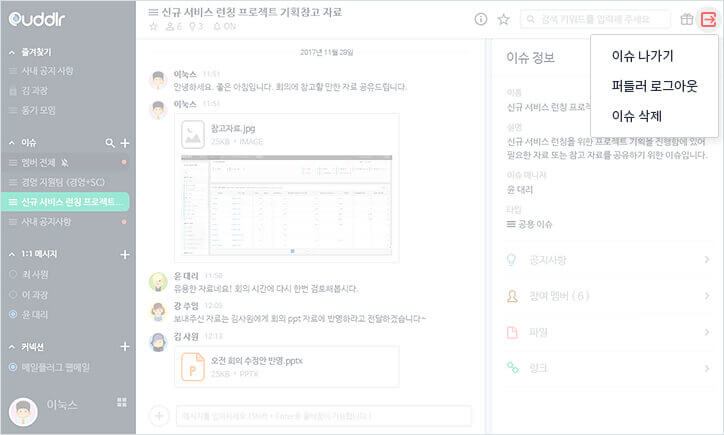 Quddlr
즐겨찾기
사내 공지 사항
김 과장
동기 모임
이슈
멤버 전체
경영 지원팀 (경영+SC)
신규 서비스 런칭 프로젝트...
사내 공지사항
1:1 메시지
최 사원
이 과장
윤 대리
커넥션
메일플러그 웹메일
이눅스
신규 서비스 런칭 프로젝트 기획참고 자료
6 3 ON
검색 키워드를 입력해 주세요
2017년 11월 29일
이눅스 11:51
안녕하세요. 좋은 아침입니다. 회의에 참고할 만한 자료 공유드립니다.
이눅스 11:51
참고자료.jpg
25KB • IMAGE
윤 대리 11:58
유용한 자료네요! 회의 시간에 다시 한번 검토해봅시다.
강 주임 12:05
보내주신 자료는 김사원에게 회의 ppt 자료에 반영하라고 전달하겠습니다~
김 사원 12:13
오전 회의 수정안 반영.pptx
25KB • PPTX
메시지를 입력하세요 (Shift + Enter로 줄바꿈이 가능합니다.)
이슈 정보
이름
신규 서비스 런칭 프로젝
설명
신규 서비스 런칭을 위한 프로젝트 기획을 진행함에 있어
필요한 자료 또는 참고 자료를 공유하기 위한 이슈입니다.
이슈 매니저
윤 대리
타입
공용 이슈
공지사항
참여 멤버 ( 6 )
파일
링크
이슈 나가기
퍼들러 로그아웃
이슈 삭제